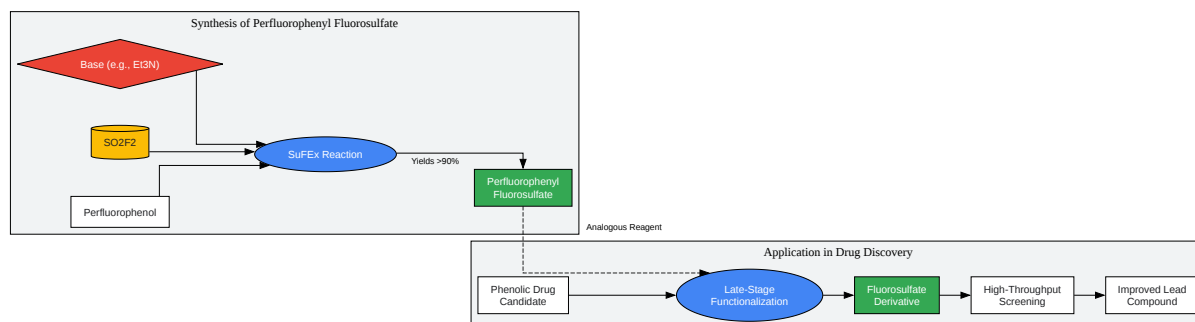 Synthesis of Perfluorophenyl Fluorosulfate
Base (e.g., Et3N)
SO2F2
SuFEx Reaction
Yields >90%
Perfluorophenyl
Fluorosulfate
Perfluorophenol
Analogous Reagent
Application in Drug Discovery
Phenolic Drug
Candidate
Late-Stage
Functionalization
Fluorosulfate
Derivative
High-Throughput
Screening
Improved Lead
Compound